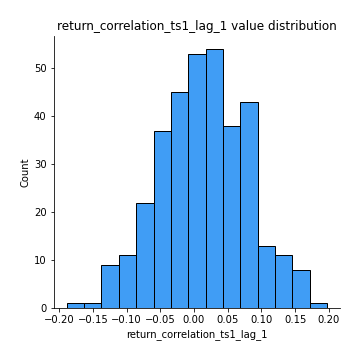 return_correlation_ts1_lag_1 value distribution
50
40
30
20
10
0
Count
−0.20 −0.15 −0.10 −0.05 0.00 0.05 0.10 0.15 0.20
return_correlation_ts1_lag_1